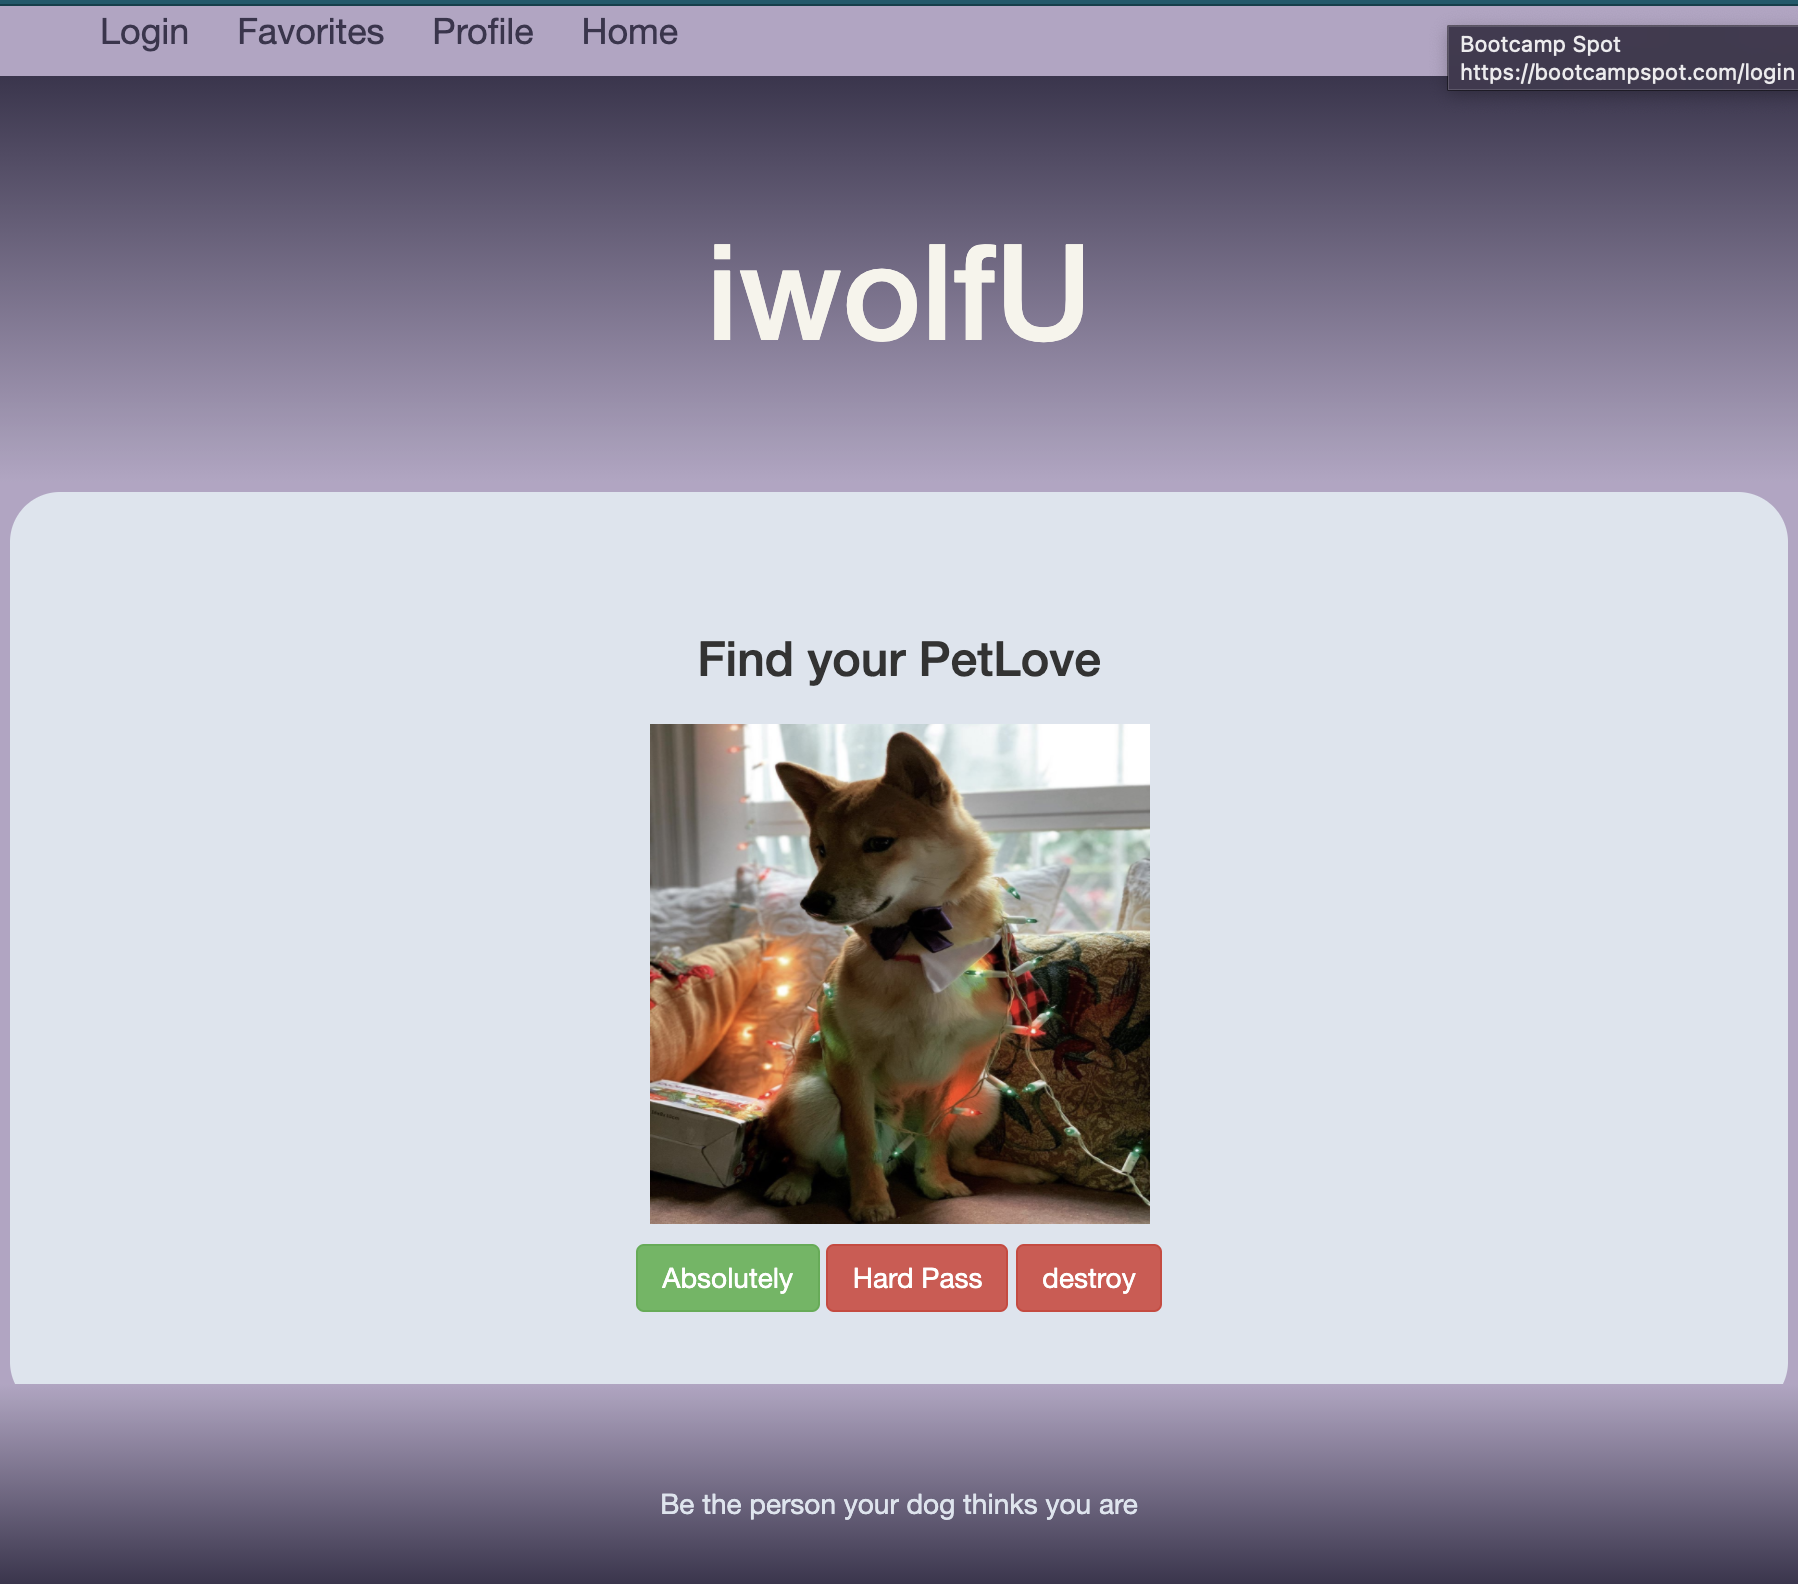 Login Favorites Profile Home
Bootcamp Spot
https://bootcampspot.com/login
iwolfU
Find your PetLove
Absolutely Hard Pass destroy
Be the person your dog thinks you are